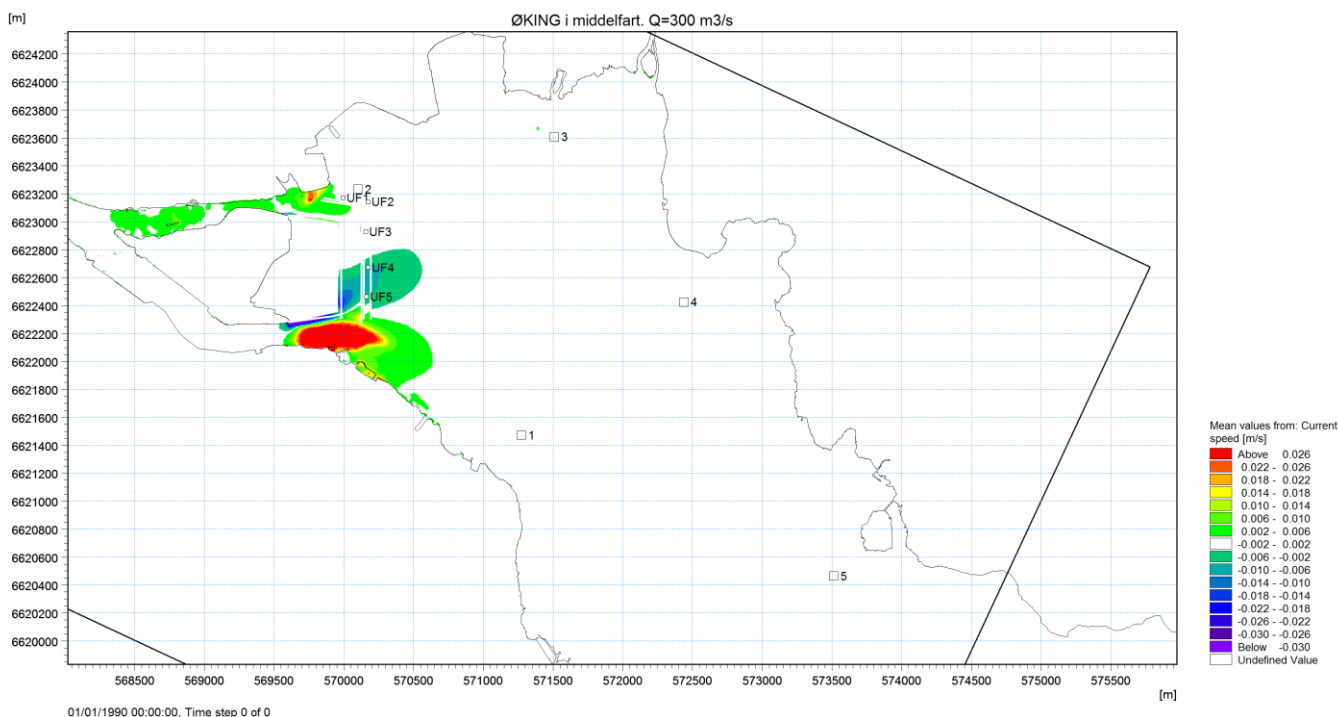 [m]
ØKING i middelfart. Q=300 m3/s
6624200
6624000
6623800
6623600
6623400
6623200
6623000
6622800
6622600
6622400
6622200
6622000
6621800
6621600
6621400
6621200
6621000
6620800
6620600
6620400
6620200
6620000
3
2
UF1
UF2
UF3
UF4
UF5
4
1
5
568500 569000 569500 570000 570500 571000 571500 572000 572500 573000 573500 574000 574500 575000 575500
[m]
01/01/1990 00:00:00, Time step 0 of 0
Mean values from: Current
speed [m/s]
Above 0.026
0.022 - 0.026
0.018 - 0.022
0.014 - 0.018
0.010 - 0.014
0.006 - 0.010
0.002 - 0.006
-0.002 - 0.002
-0.006 - -0.002
-0.010 - -0.006
-0.014 - -0.010
-0.018 - -0.014
-0.022 - -0.018
-0.026 - -0.022
-0.030 - -0.026
Below -0.030
Undefined Value